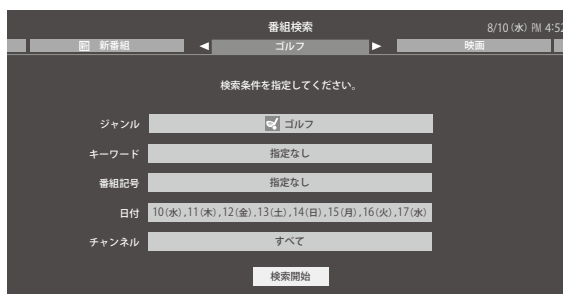 番組検索
8/10(水) PM 4:52
新 新番組 ◀ ゴルフ ▶ 映画
検索条件を指定してください。
ジャンル ゴルフ
キーワード 指定なし
番組記号 指定なし
日付 10(水),11(木),12(金),13(土),14(日),15(月),16(火),17(水)
チャンネル すべて
検索開始